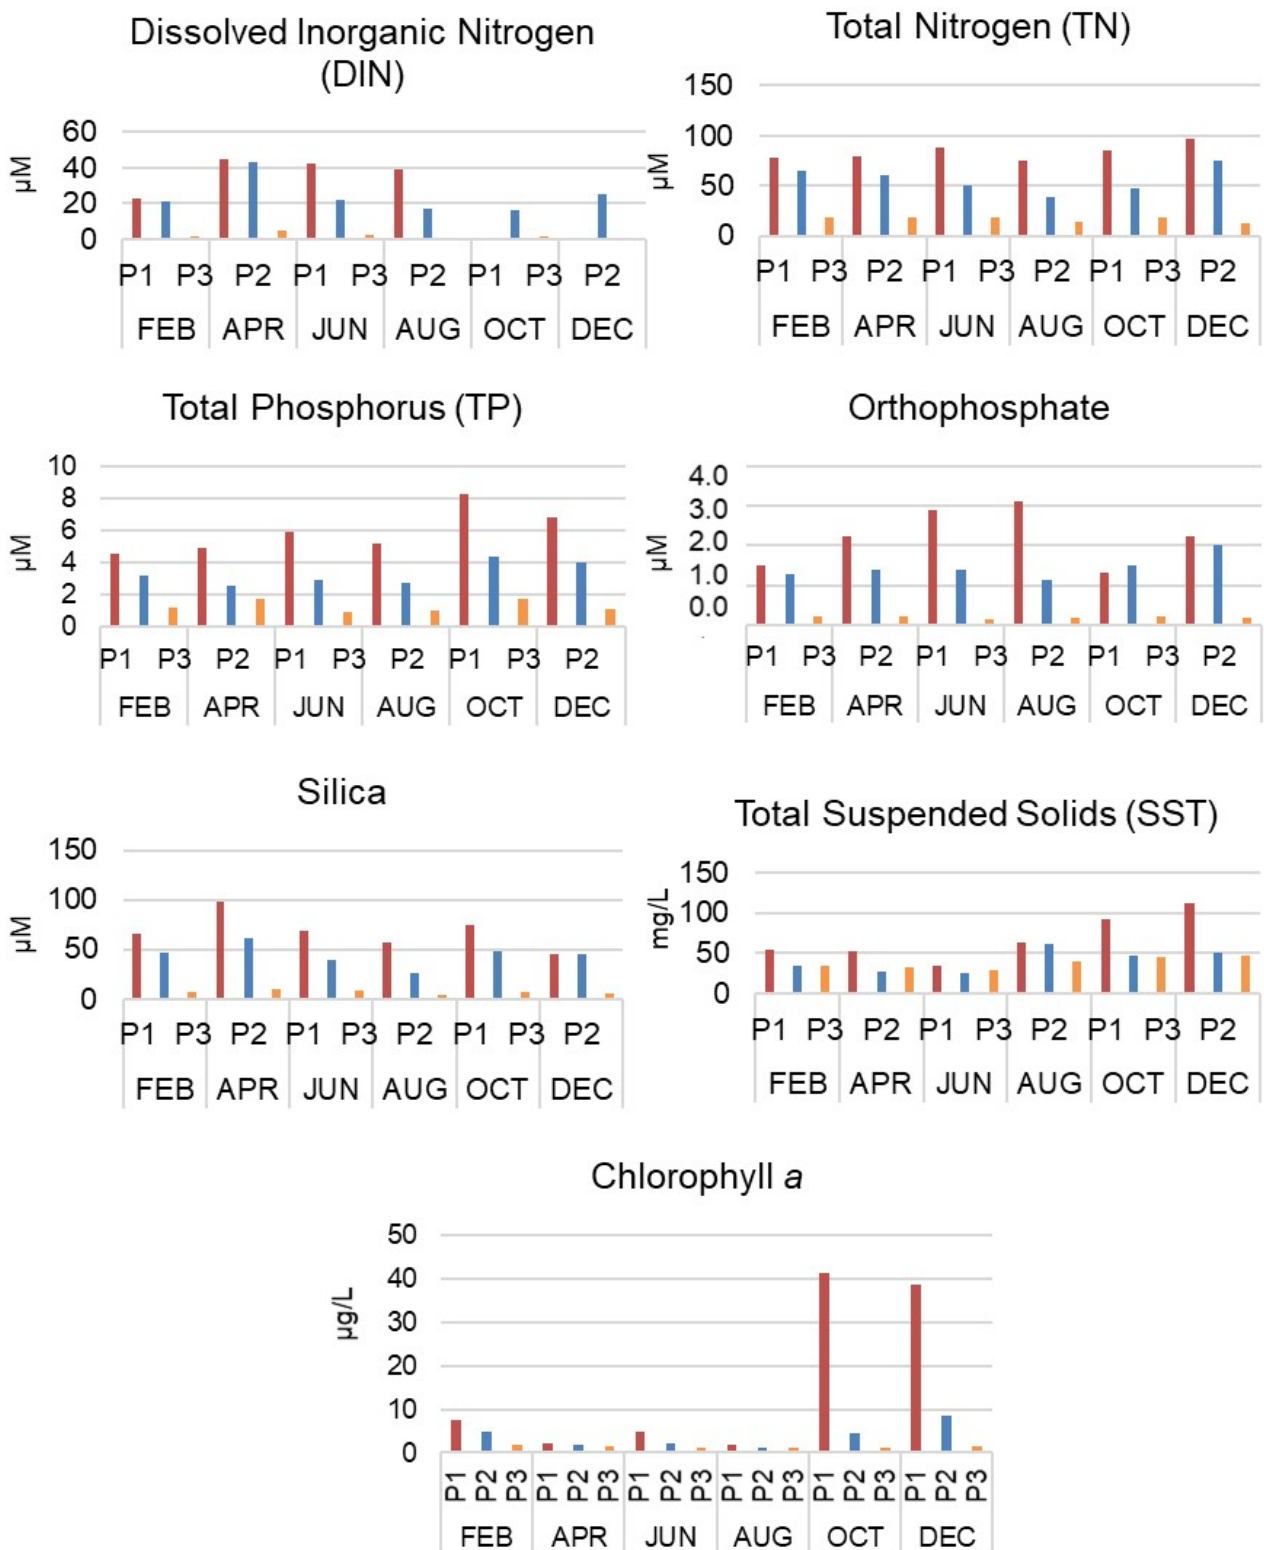 Dissolved Inorganic Nitrogen
(DIN)
60
40
20
0
µM
P1 P3 P2 P1 P3 P2 P1 P3 P2
FEB APR JUN AUG OCT DEC
Total Nitrogen (TN)
150
100
50
0
µM
P1 P3 P2 P1 P3 P2 P1 P3 P2
FEB APR JUN AUG OCT DEC
Total Phosphorus (TP)
10
8
6
4
2
0
µM
P1 P3 P2 P1 P3 P2 P1 P3 P2
FEB APR JUN AUG OCT DEC
Orthophosphate
4.0
3.0
2.0
1.0
0.0
µM
P1 P3 P2 P1 P3 P2 P1 P3 P2
FEB APR JUN AUG OCT DEC
Silica
150
100
50
0
µM
P1 P3 P2 P1 P3 P2 P1 P3 P2
FEB APR JUN AUG OCT DEC
Total Suspended Solids (SST)
150
100
50
0
mg/L
P1 P3 P2 P1 P3 P2 P1 P3 P2
FEB APR JUN AUG OCT DEC
Chlorophyll a
50
40
30
20
10
0
µg/L
P1 P2 P3 P1 P2 P3 P1 P2 P3 P1 P2 P3 P1 P2 P3 P1 P2 P3
FEB APR JUN AUG OCT DEC